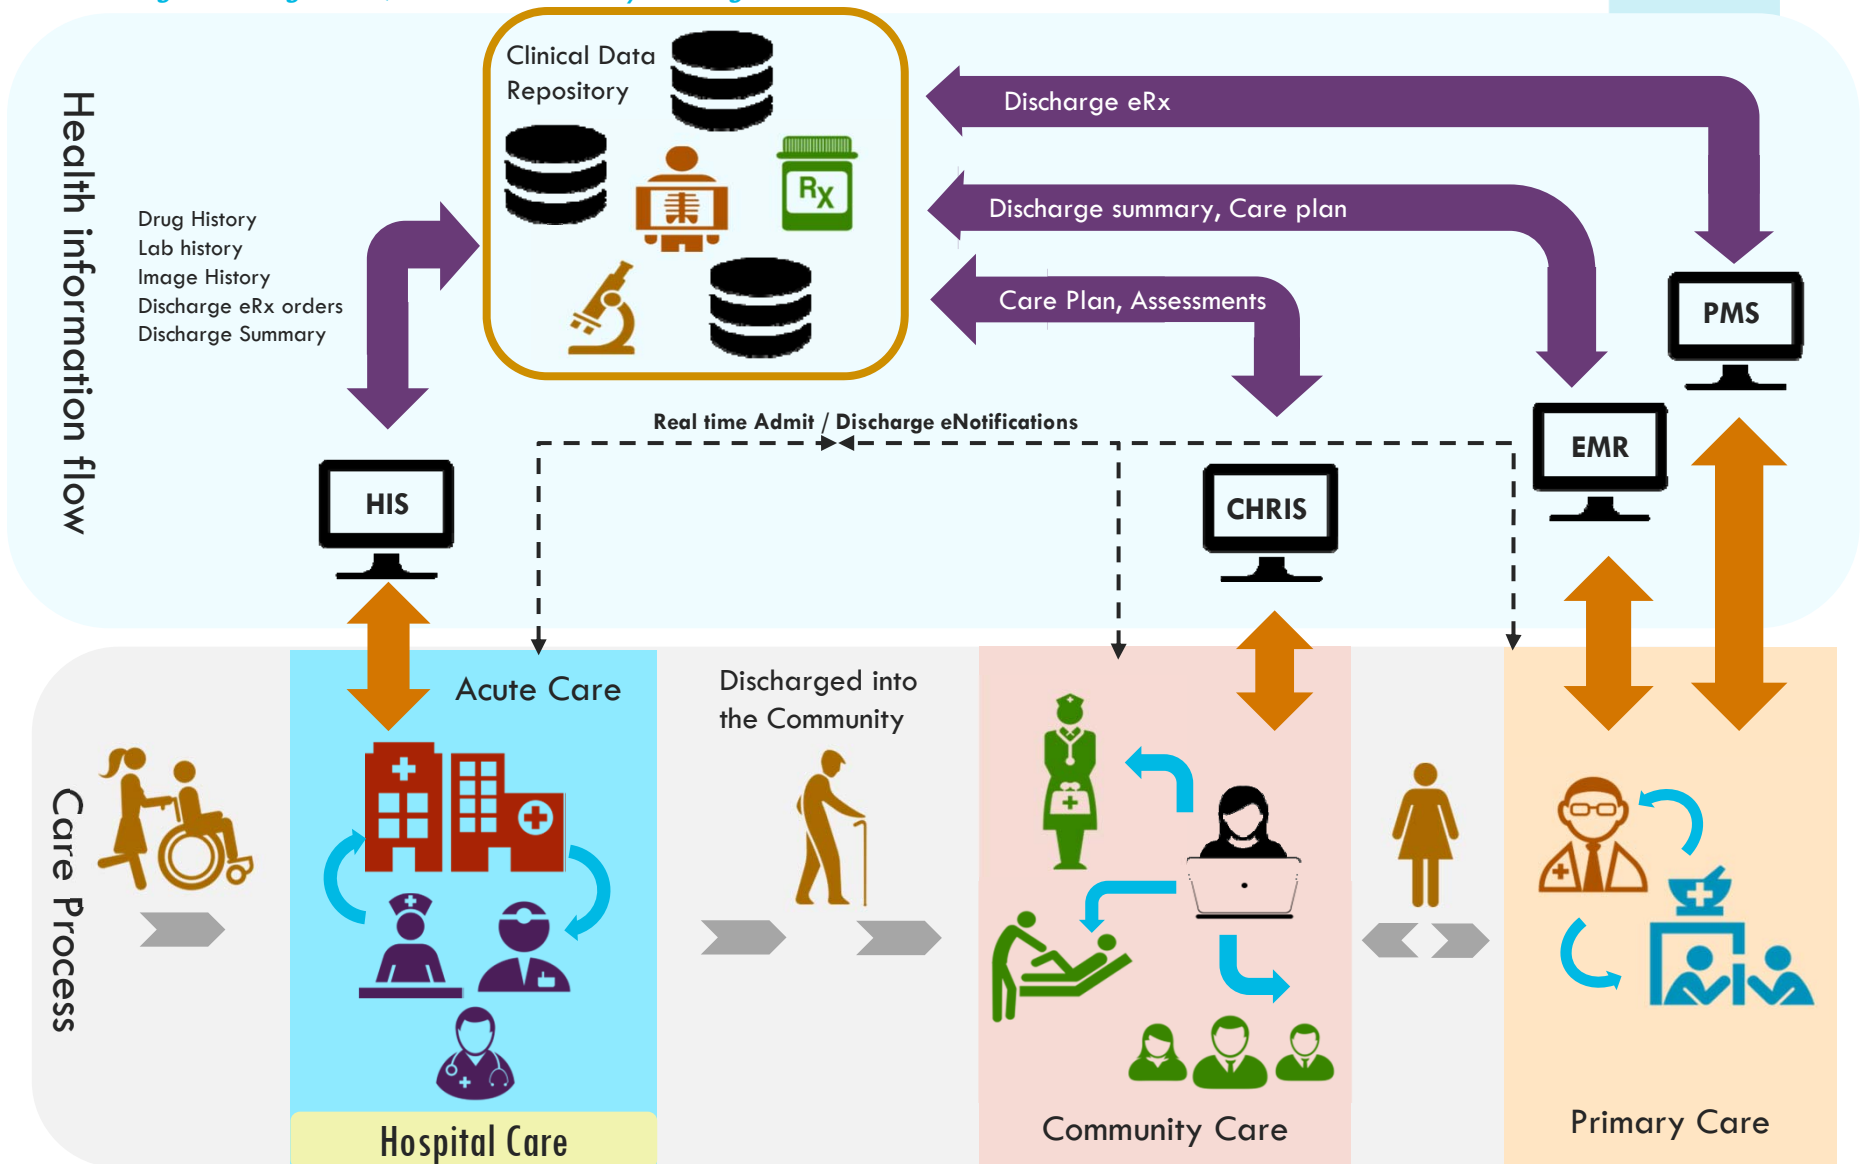 Clinical Data
Repository
Discharge eRx
Discharge summary, Care plan
Care Plan, Assessments
Health information flow
Drug History
Lab history
Image History
Discharge eRx orders
Discharge Summary
Rx
PMS
Real time Admit / Discharge eNotifications
EMR
HIS
CHRIS
Care Process
Acute Care
Discharged into
the Community
Hospital Care
Community Care
Primary Care